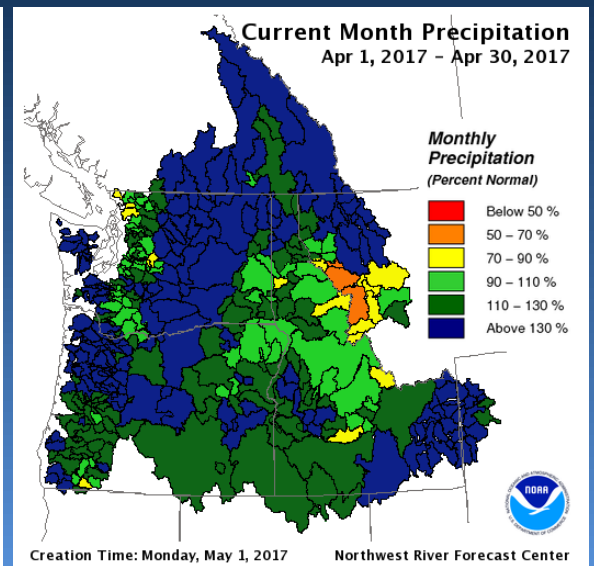 Current Month Precipitation
Apr 1, 2017 - Apr 30, 2017
Monthly
Precipitation
(Percent Normal)
Below 50 %
50 - 70 %
70 - 90 %
90 - 110 %
110 - 130 %
Above 130 %
NOAA
Creation Time: Monday, May 1, 2017
Northwest River Forecast Center